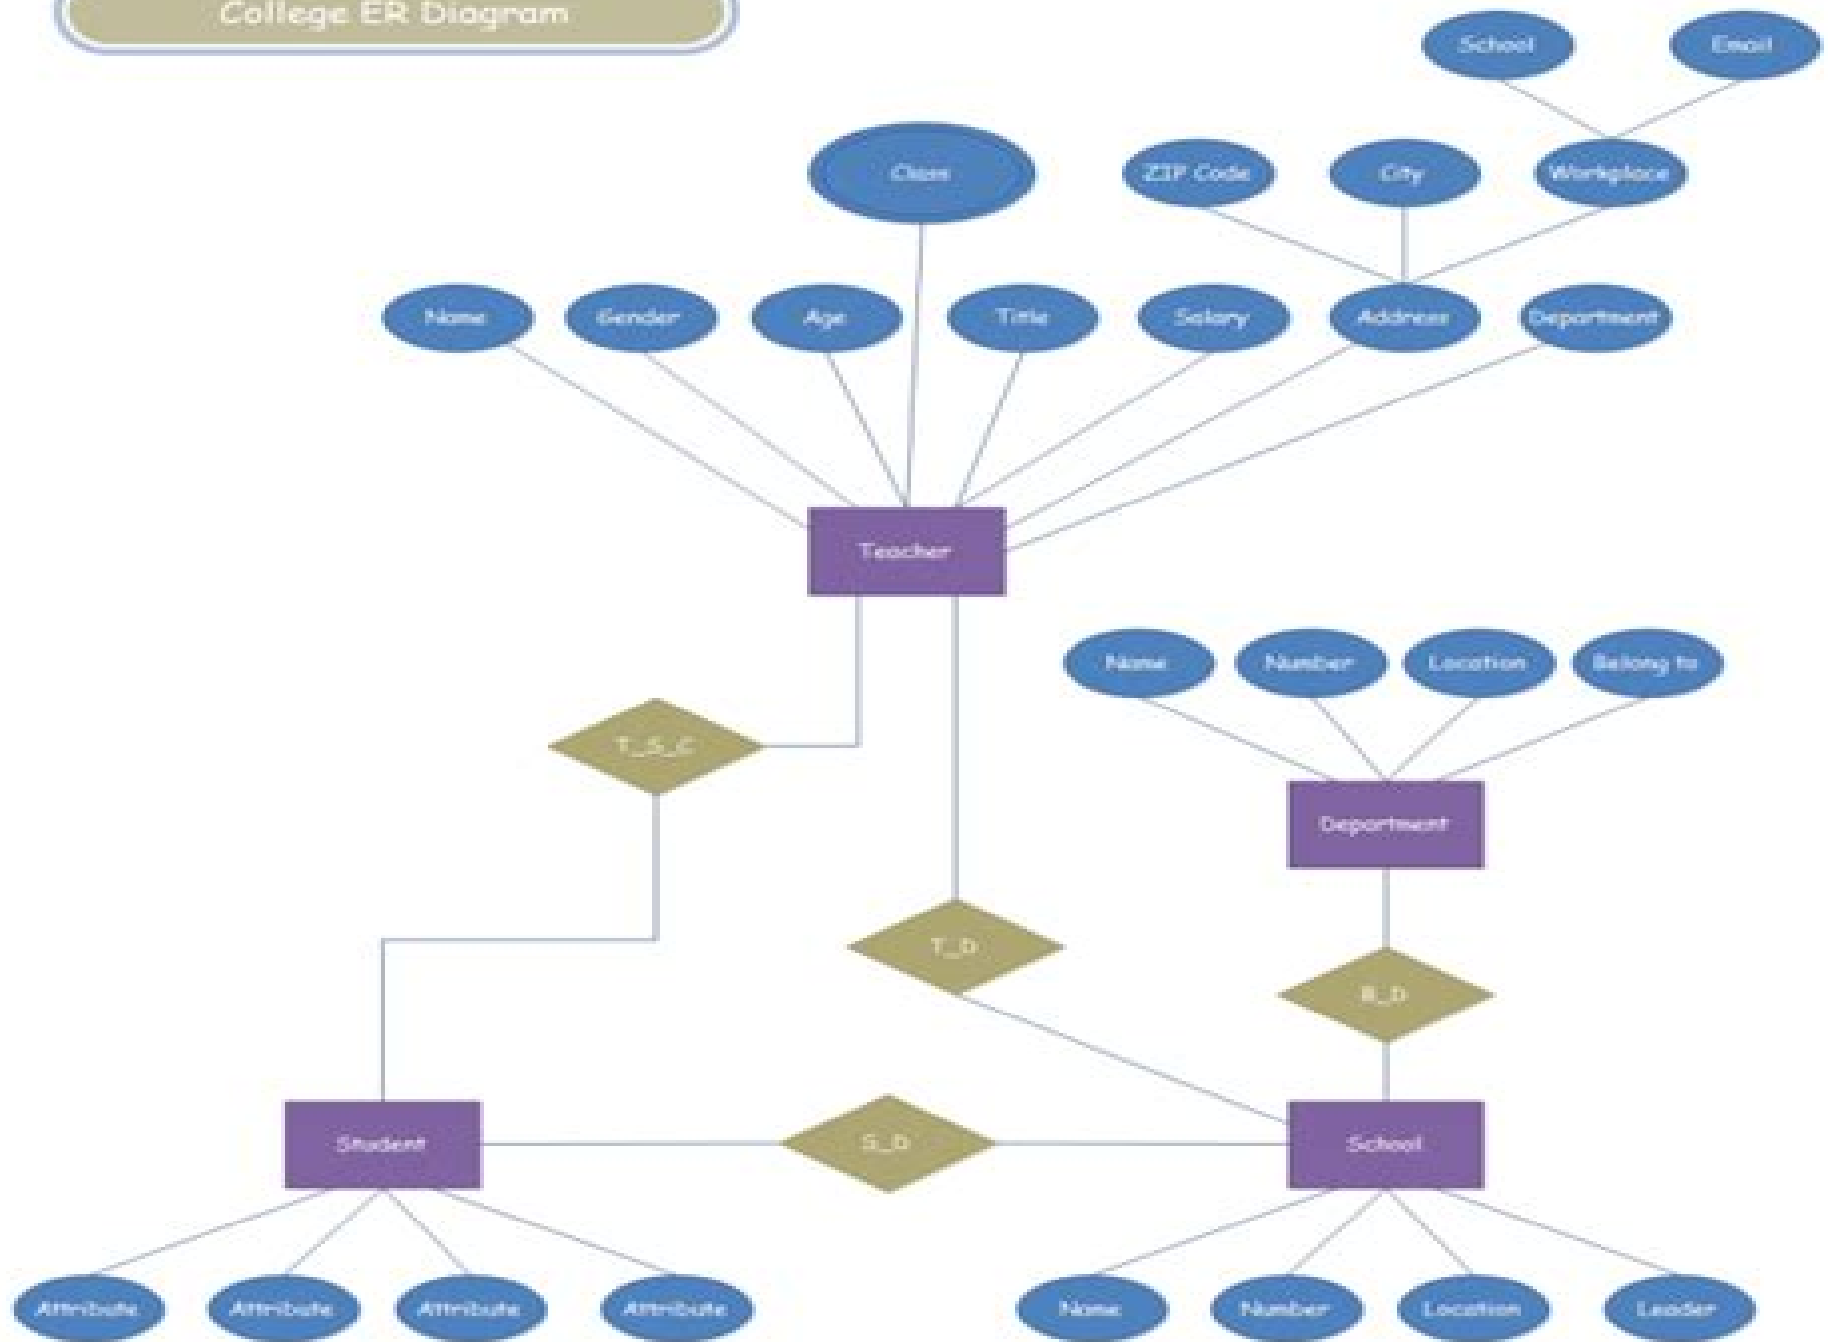 College ER Diagram
School
Email
Class
ZIP Code
City
Workplace
Name
Gender
Age
Title
Salary
Address
Department
Teacher
Name
Number
Location
Belong to
T_S_C
Department
T_D
B_D
Student
S_D
School
Attribute
Attribute
Attribute
Attribute
Name
Number
Location
Leader